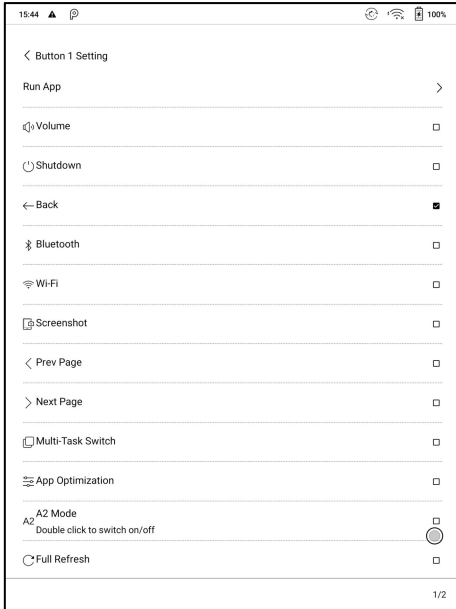 15:44 100%
Button 1 Setting
Run App
Volume
Shutdown
Back
Bluetooth
Wi-Fi
Screenshot
Prev Page
Next Page
Multi-Task Switch
App Optimization
A2 A2 Mode
Double click to switch on/off
Full Refresh
1/2